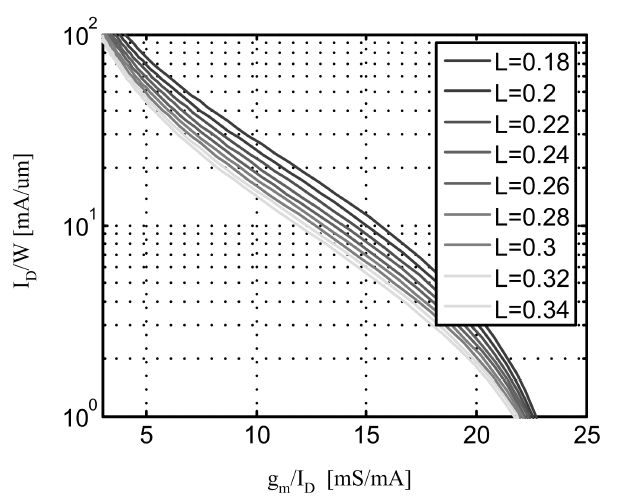 10^2
10^1
10^0
I_D/W [mA/um]
L=0.18
L=0.2
L=0.22
L=0.24
L=0.26
L=0.28
L=0.3
L=0.32
L=0.34
5 10 15 20 25
g_m/I_D [mS/mA]